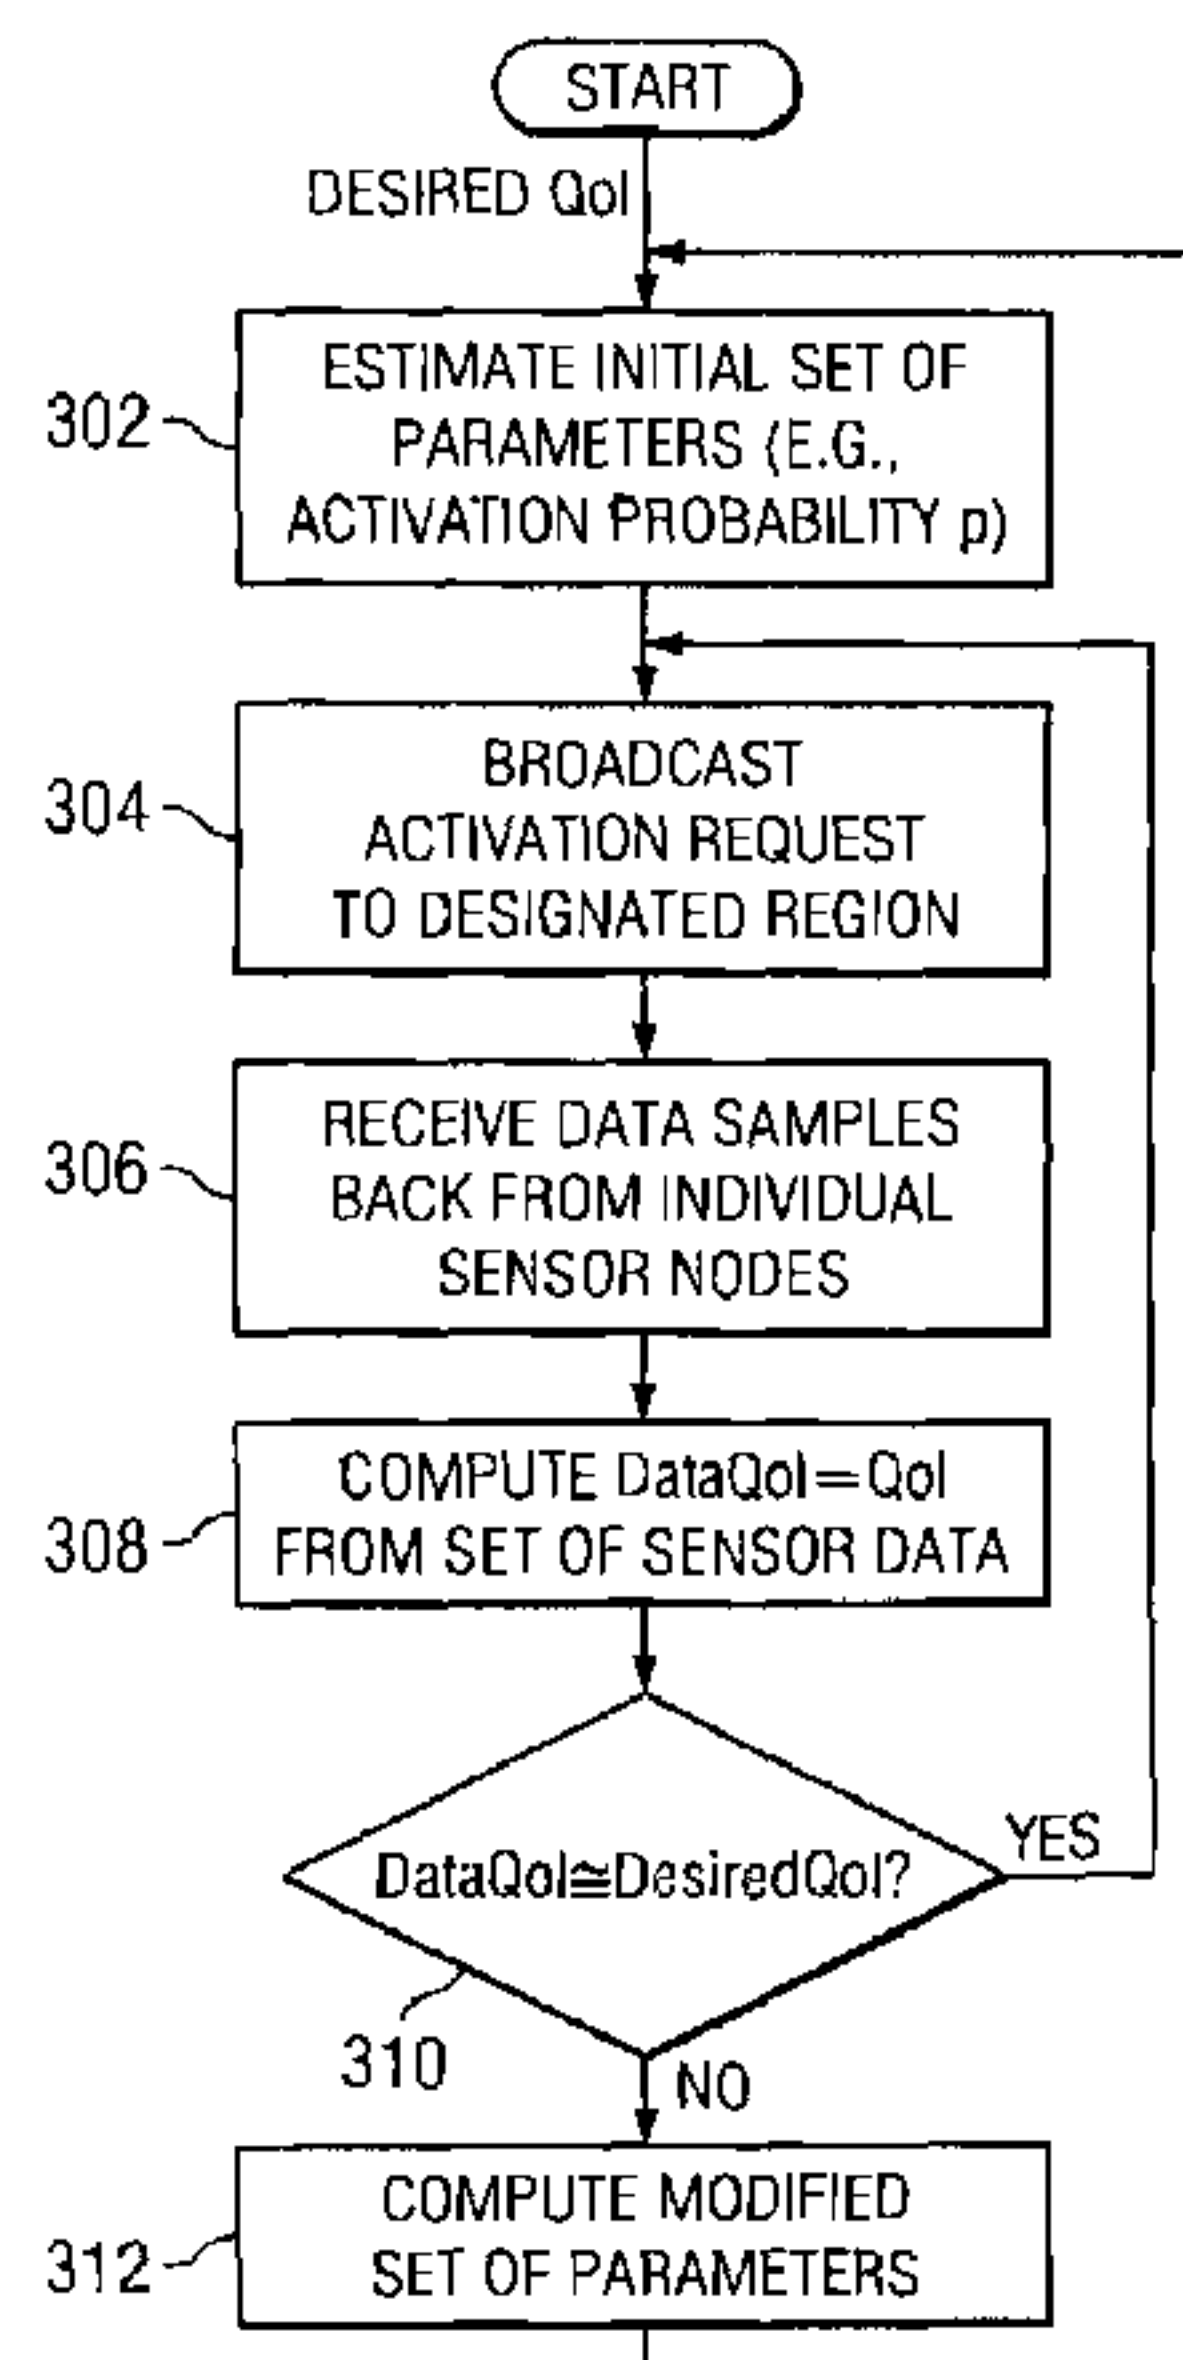 START
DESIRED QoI
302
ESTIMATE INITIAL SET OF
PARAMETERS (E.G.,
ACTIVATION PROBABILITY p)
304
BROADCAST
ACTIVATION REQUEST
TO DESIGNATED REGION
306
RECEIVE DATA SAMPLES
BACK FROM INDIVIDUAL
SENSOR NODES
308
COMPUTE DataQoI=QoI
FROM SET OF SENSOR DATA
DataQoI≅DesiredQoI?
YES
310
NO
312
COMPUTE MODIFIED
SET OF PARAMETERS